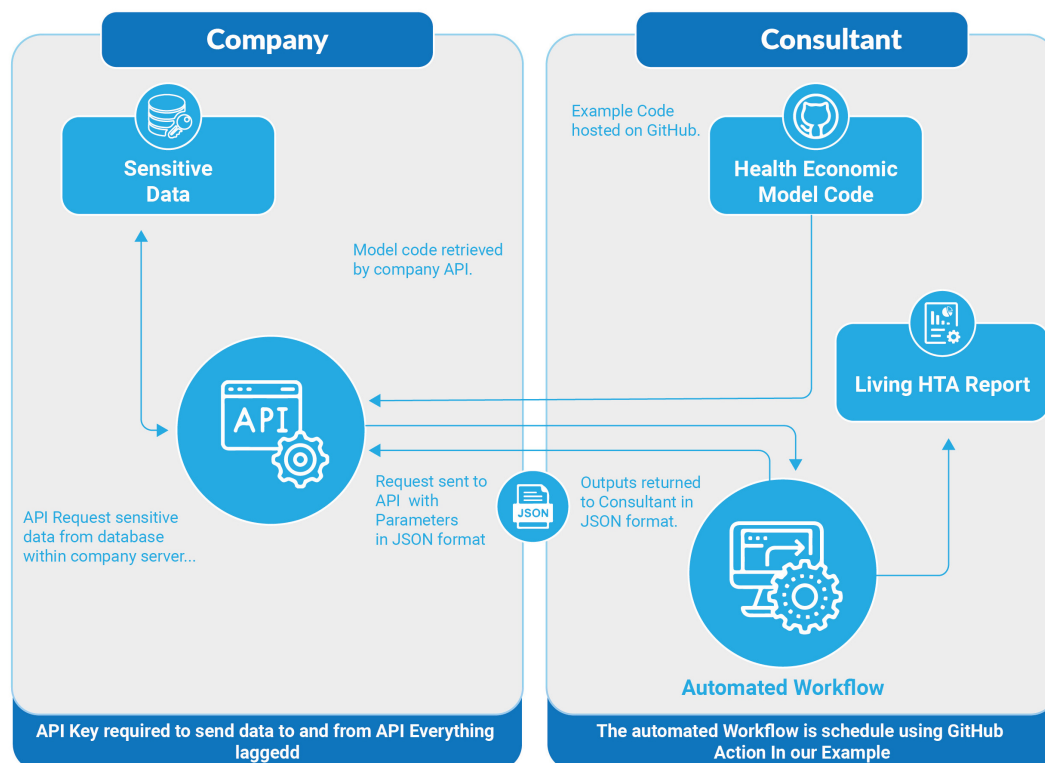 Company
Sensitive
Data
Model code retrieved
by company API.
API
API Request sensitive
data from database
within company server...
Request sent to
API with
Parameters
in JSON format
JSON
API Key required to send data to and from API Everything
laggedd
Consultant
Example Code
hosted on GitHub.
Health Economic
Model Code
Living HTA Report
Outputs returned
to Consultant in
JSON format.
Automated Workflow
The automated Workflow is schedule using GitHub
Action In our Example